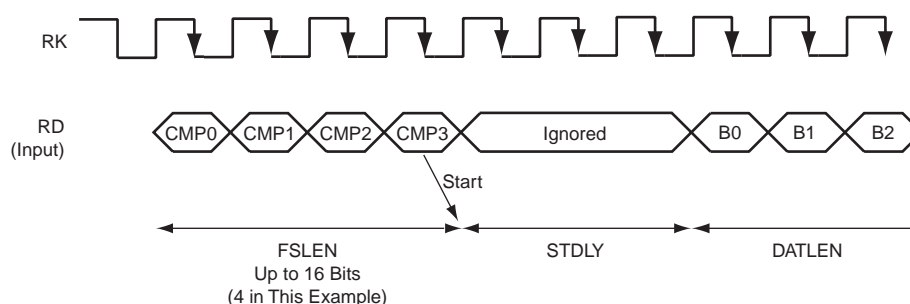 RK
RD
(Input)
CMP0 CMP1 CMP2 CMP3 Ignored B0 B1 B2
Start
FSLEN STDLY DATLEN
Up to 16 Bits
(4 in This Example)